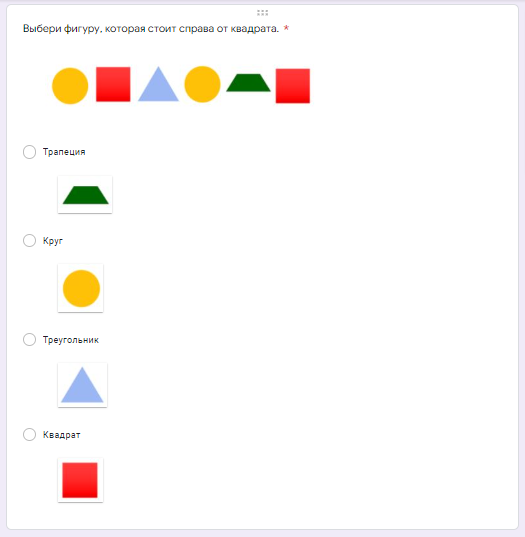 Выбери фигуру, которая стоит справа от квадрата. *
Трапеция
Круг
Треугольник
Квадрат